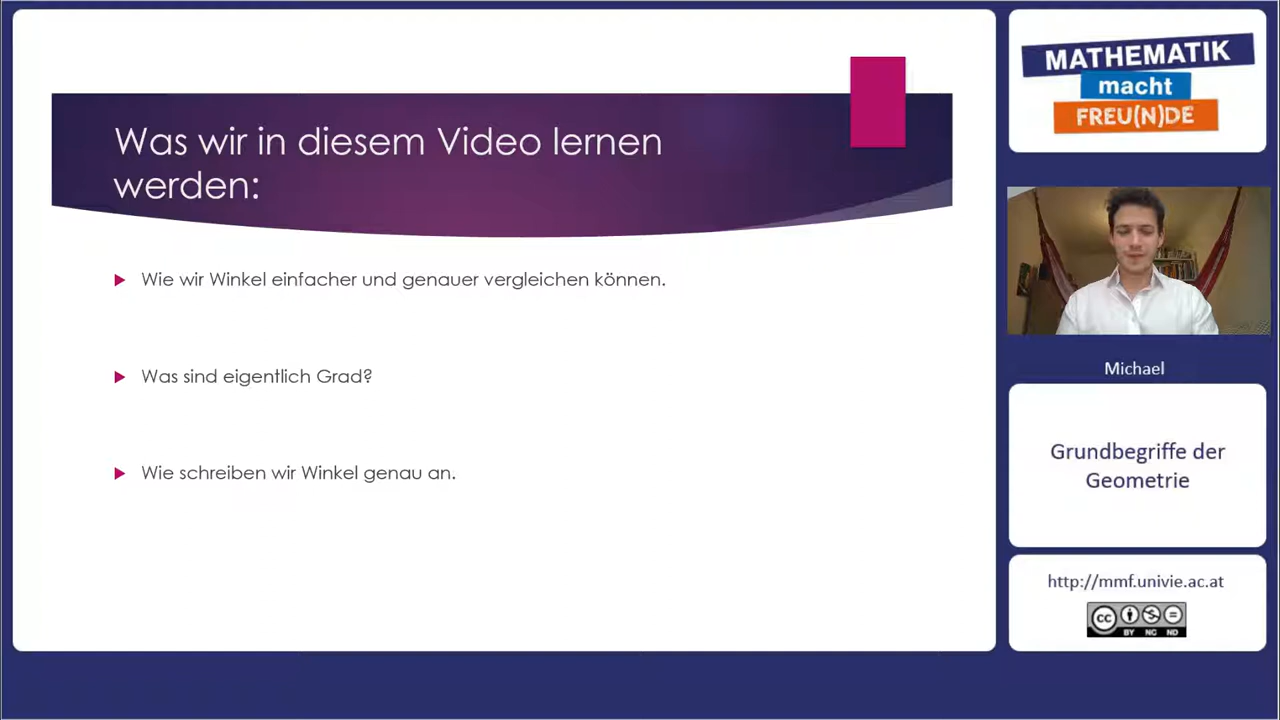 Was wir in diesem Video lernen
werden:
Wie wir Winkel einfacher und genauer vergleichen können.
Was sind eigentlich Grad?
Wie schreiben wir Winkel genau an.
MATHEMATIK
macht
FREU(N)DE
Michael
Grundbegriffe der
Geometrie
http://mmf.univie.ac.at
CC BY NC ND